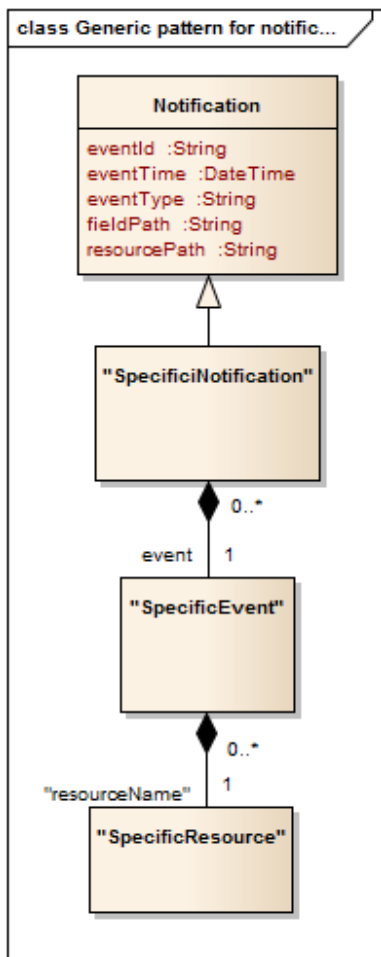 class Generic pattern for notific...
Notification
eventId :String
eventTime :DateTime
eventType :String
fieldPath :String
resourcePath :String
"SpecificiNotification"
0..*
event 1
"SpecificEvent"
0..*
1
"resourceName"
"SpecificResource"